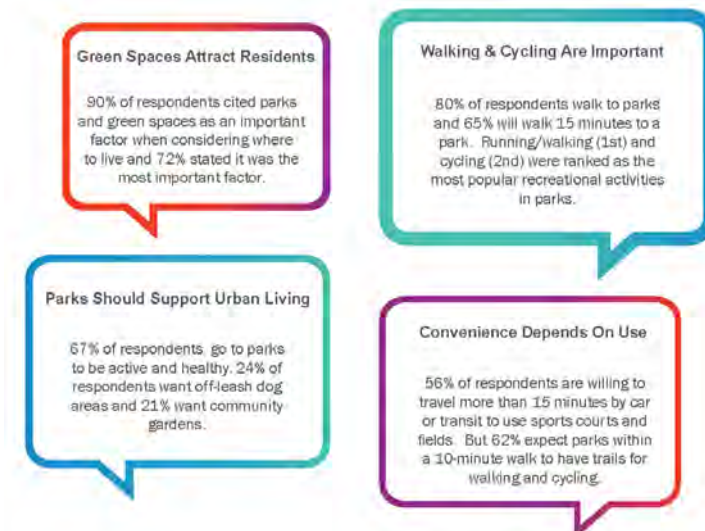 Green Spaces Attract Residents
90% of respondents cited parks
and green spaces as an important
factor when considering where
to live and 72% stated it was the
most important factor.
Walking & Cycling Are Important
80% of respondents walk to parks
and 65% will walk 15 minutes to a
park. Running/walking (1st) and
cycling (2nd) were ranked as the
most popular recreational activities
in parks.
Parks Should Support Urban Living
67% of respondents go to parks
to be active and healthy. 24% of
respondents want off-leash dog
areas and 21% want community
gardens.
Convenience Depends On Use
56% of respondents are willing to
travel more than 15 minutes by car
or transit to use sports courts and
fields. But 62% expect parks within
a 10-minute walk to have trails for
walking and cycling.